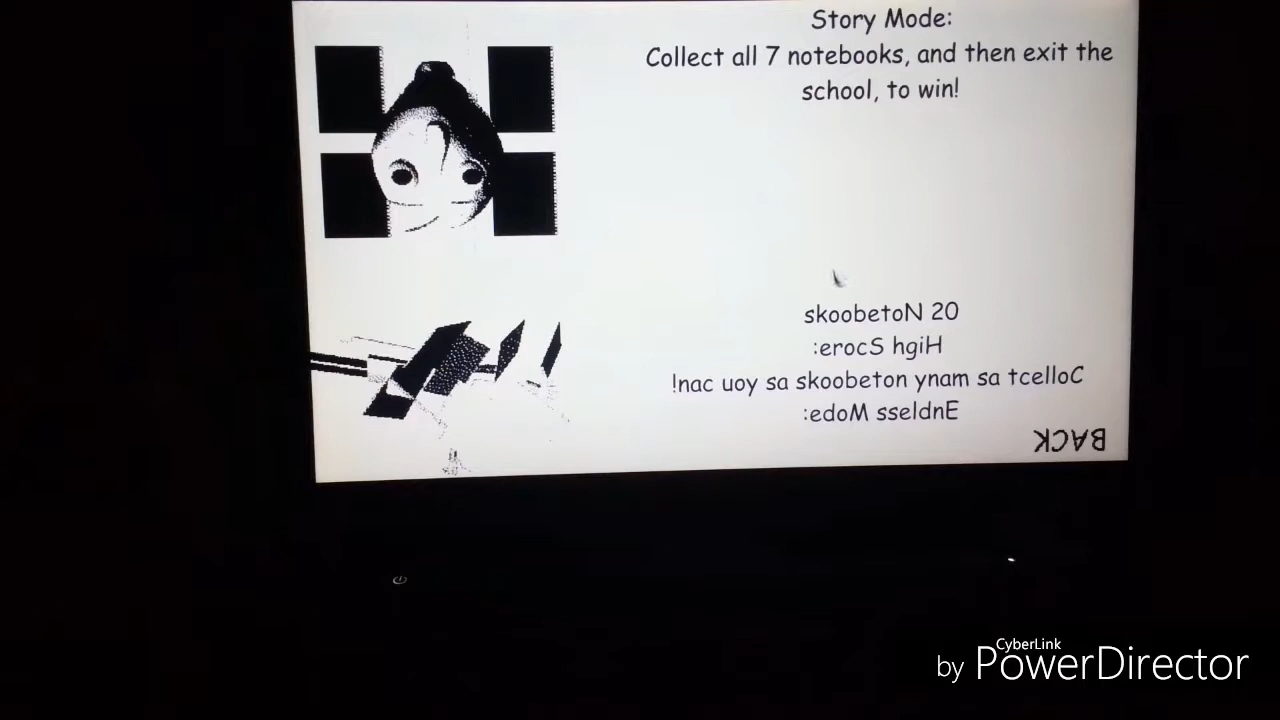 Story Mode:
Collect all 7 notebooks, and then exit the
school, to win!
skoobetoN 20
:erocS hgiH
!nac uoy sa skoobeton ynam sa tcelloC
:edoM sseldnE
BACK
CyberLink
by PowerDirector